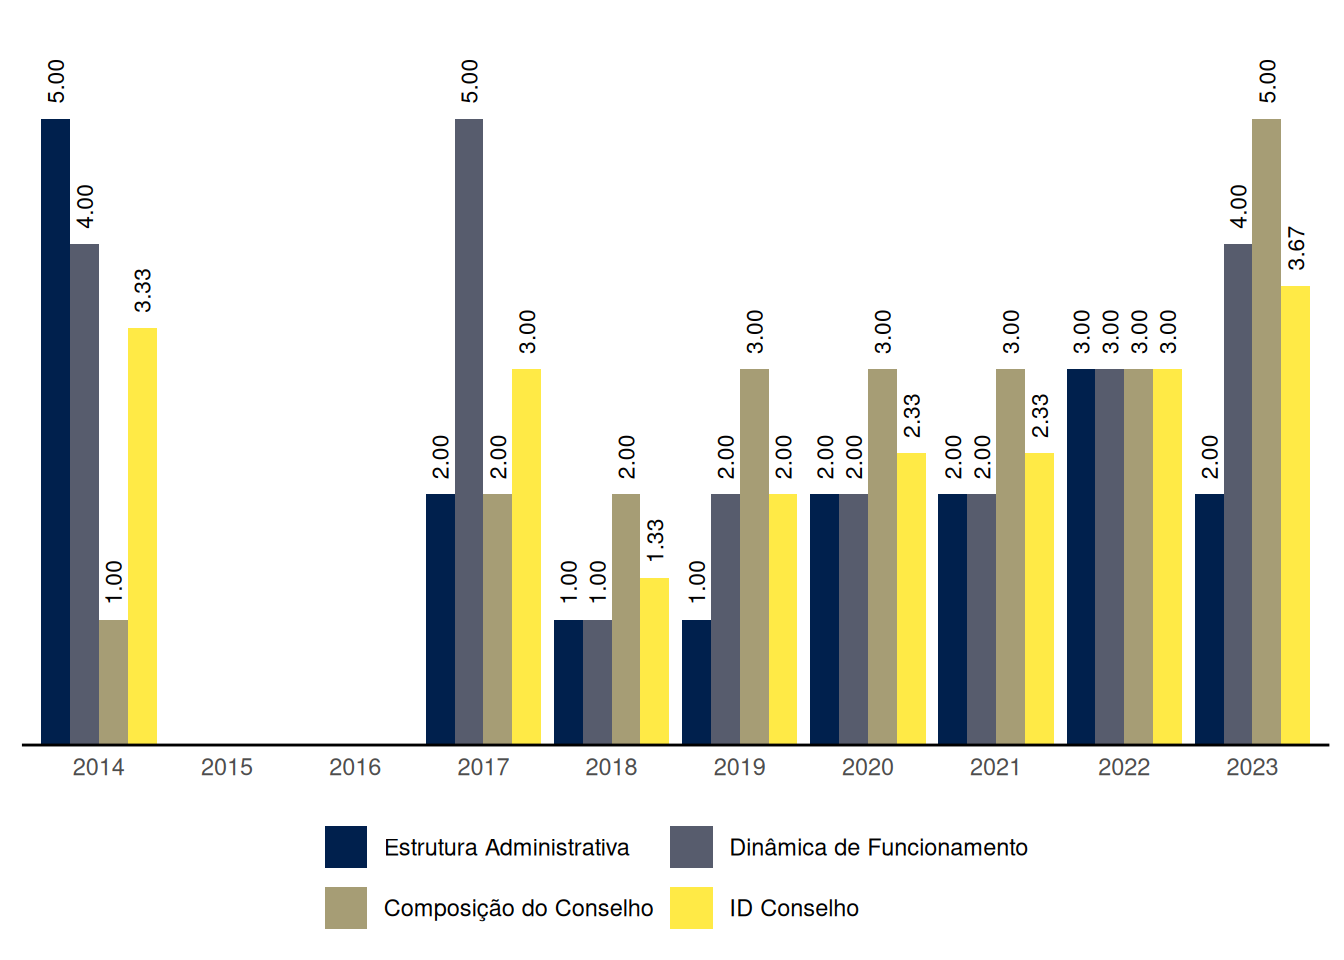 5.00 4.00 1.00 3.33
2.00 5.00 2.00 3.00
1.00 1.00 2.00 1.33
1.00 2.00 3.00 2.00
2.00 2.00 3.00 2.33
2.00 2.00 3.00 2.33
3.00 3.00 3.00 3.00
2.00 4.00 5.00 3.67
2014 2015 2016 2017 2018 2019 2020 2021 2022 2023
Estrutura Administrativa Dinâmica de Funcionamento
Composição do Conselho ID Conselho